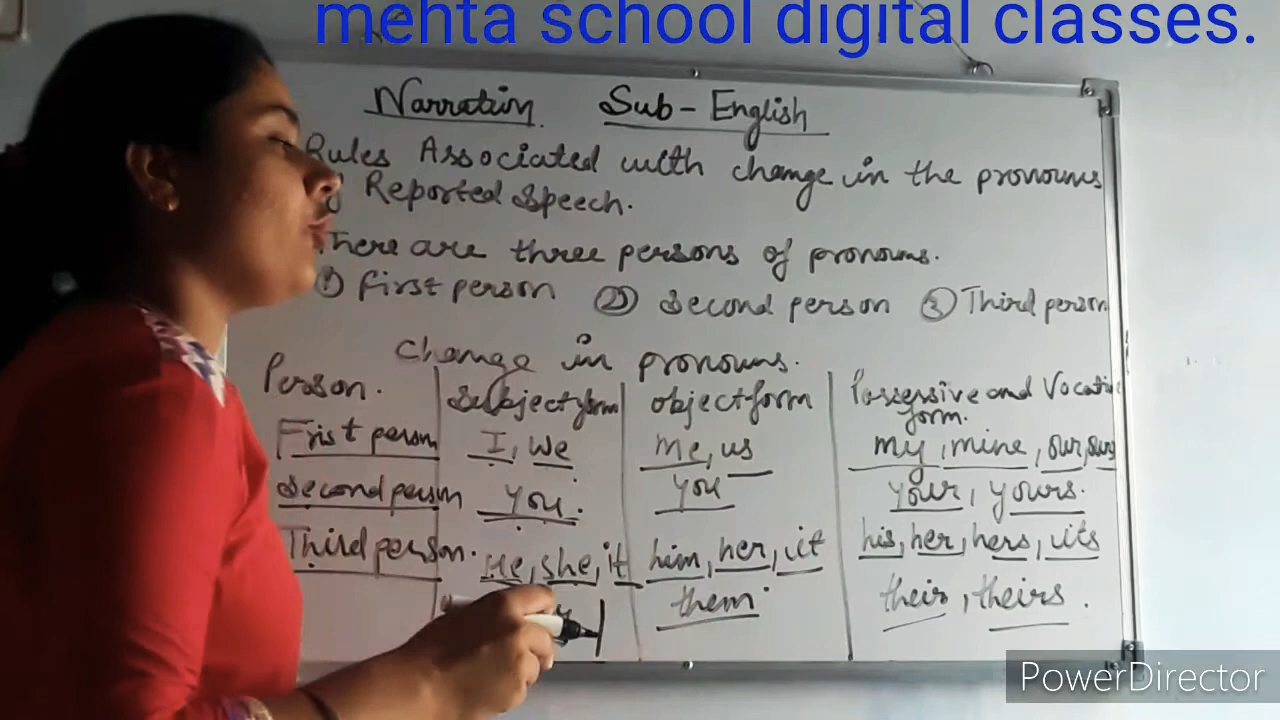 mehta school digital classes.
Narration Sub-English
Rules Associated with change in the pronouns
Reported Speech.
There are three persons of pronouns.
① First person ② Second person ③ Third person
Change in pronouns.
Person. Subject form object form Possessive and Vocative form.
Frist person I, we Me, us my, mine, our, ours
Second person you. you your, yours.
Third person. He, she, it him, her, it his, her, hers, its
them their, theirs.
PowerDirector